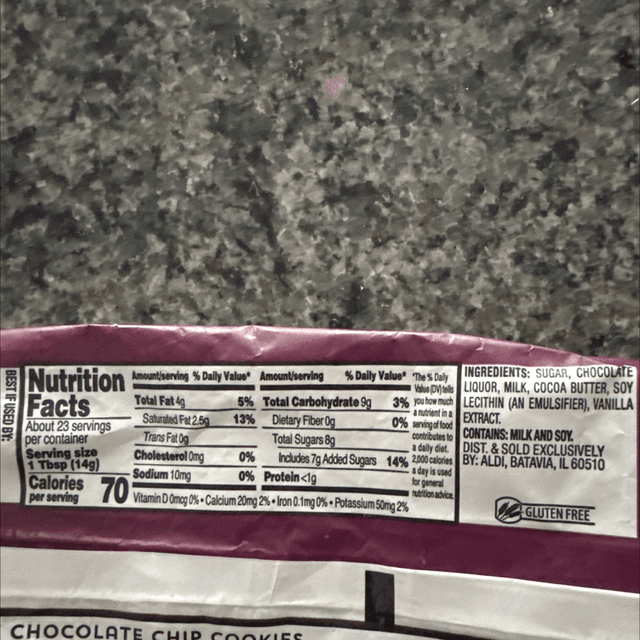 BEST IF USED BY:
Nutrition
Facts
About 23 servings
per container
Serving size
1 Tbsp (14g)
Calories
per serving
70
Amount/serving % Daily Value*
Total Fat 4g 5%
Saturated Fat 2.5g 13%
Trans Fat 0g
Cholesterol 0mg 0%
Sodium 10mg 0%
Amount/serving % Daily Value*
Total Carbohydrate 9g 3%
Dietary Fiber 0g 0%
Total Sugars 8g
Includes 7g Added Sugars 14%
Protein <1g
Vitamin D 0mcg 0% • Calcium 20mg 2% • Iron 0.1mg 0% • Potassium 50mg 2%
*The % Daily
Value (DV) tells
you how much
a nutrient in a
serving of food
contributes to
a daily diet.
2,000 calories
a day is used
for general
nutrition advice.
INGREDIENTS: SUGAR, CHOCOLATE
LIQUOR, MILK, COCOA BUTTER, SOY
LECITHIN (AN EMULSIFIER), VANILLA
EXTRACT.
CONTAINS: MILK AND SOY.
DIST. & SOLD EXCLUSIVELY
BY: ALDI, BATAVIA, IL 60510
GLUTEN FREE
CHOCOLATE CHIP COOKIES